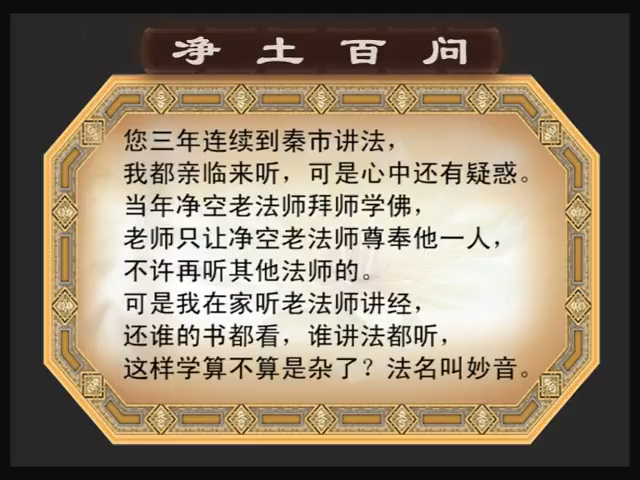 净土百问
您三年连续到秦市讲法，
我都亲临来听，可是心中还有疑惑。
当年净空老法师拜师学佛，
老师只让净空老法师尊奉他一人，
不许再听其他法师的。
可是我在家听老法师讲经，
还谁的书都看，谁讲法都听，
这样学算不算是杂了？法名叫妙音。